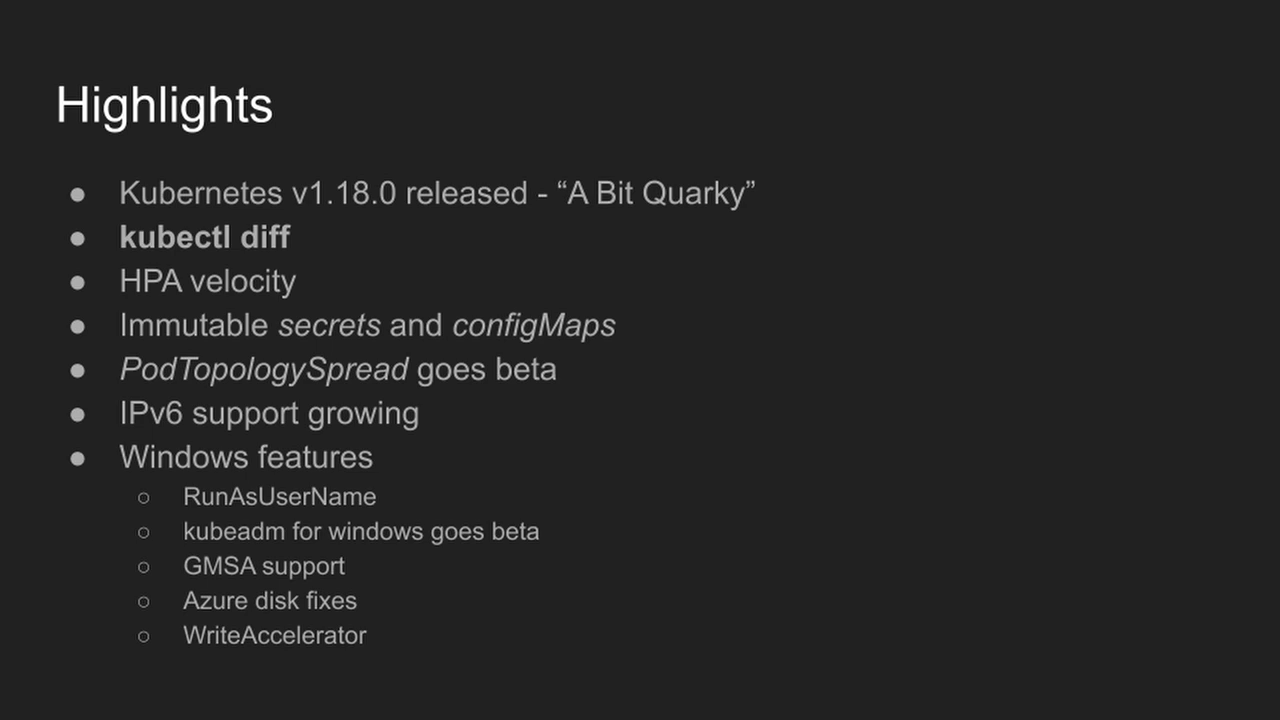 Highlights
● Kubernetes v1.18.0 released - “A Bit Quarky”
● kubectl diff
● HPA velocity
● Immutable secrets and configMaps
● PodTopologySpread goes beta
● IPv6 support growing
● Windows features
○ RunAsUserName
○ kubeadm for windows goes beta
○ GMSA support
○ Azure disk fixes
○ WriteAccelerator